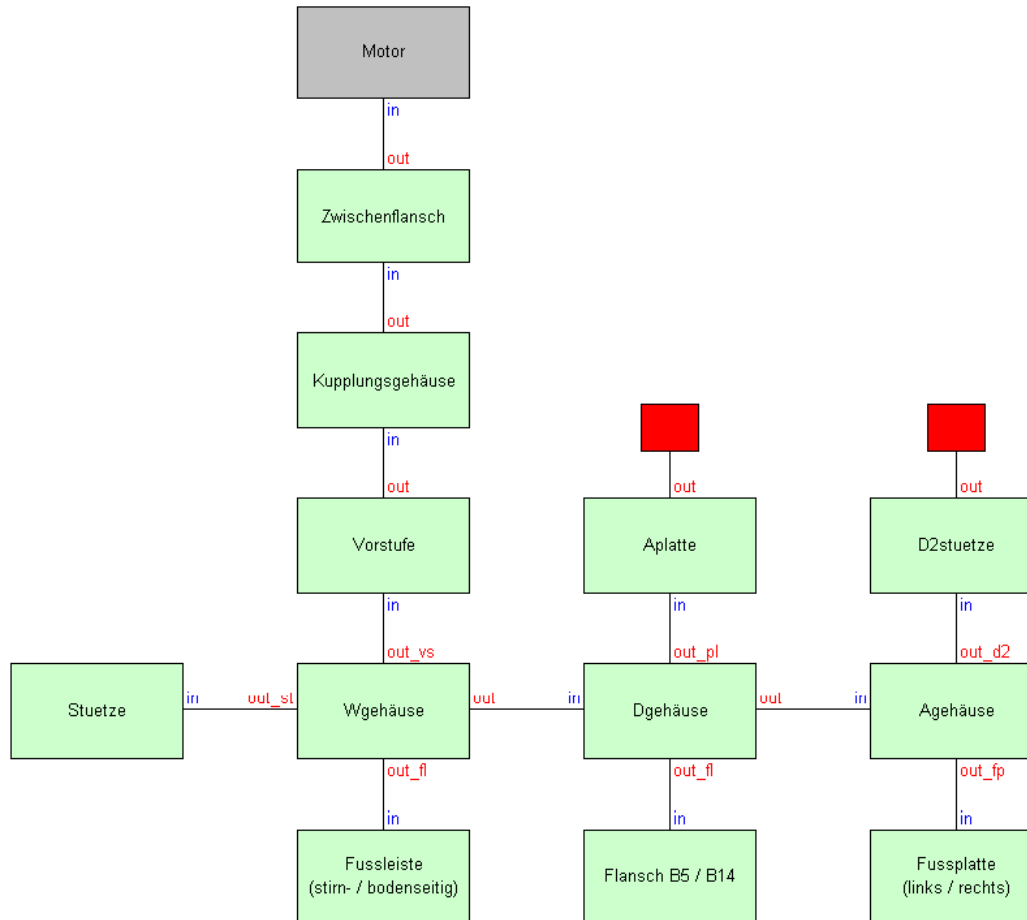 Motor
in
out
Zwischenflansch
in
out
Kupplungsgehäuse
in
out
out
out
Vorstufe
Aplatte
D2stuetze
in
in
in
out_vs
out_pl
out_d2
Stuetze
in
out_st
Wgehäuse
out
in
Dgehäuse
out
in
Agehäuse
out_fl
out_fl
out_fp
in
in
in
Fussleiste
(stirn- / bodenseitig)
Flansch B5 / B14
Fussplatte
(links / rechts)